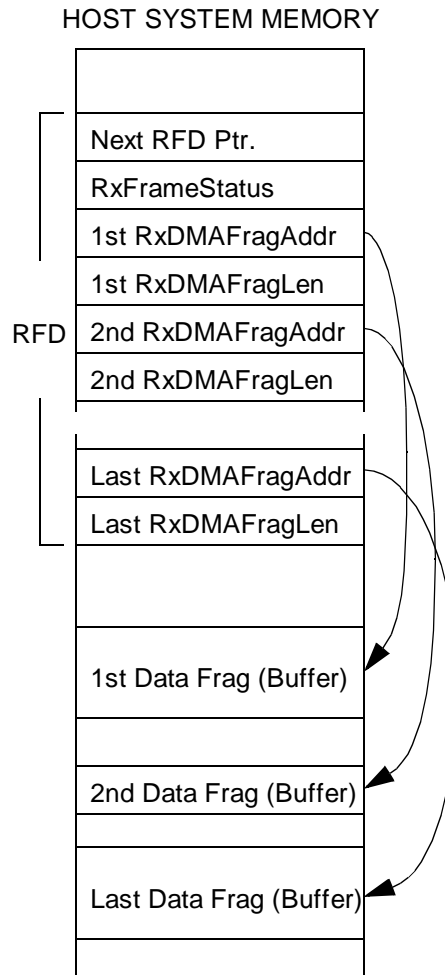 HOST SYSTEM MEMORY
Next RFD Ptr.
RxFrameStatus
1st RxDMAFragAddr
1st RxDMAFragLen
RFD
2nd RxDMAFragAddr
2nd RxDMAFragLen
Last RxDMAFragAddr
Last RxDMAFragLen
1st Data Frag (Buffer)
2nd Data Frag (Buffer)
Last Data Frag (Buffer)